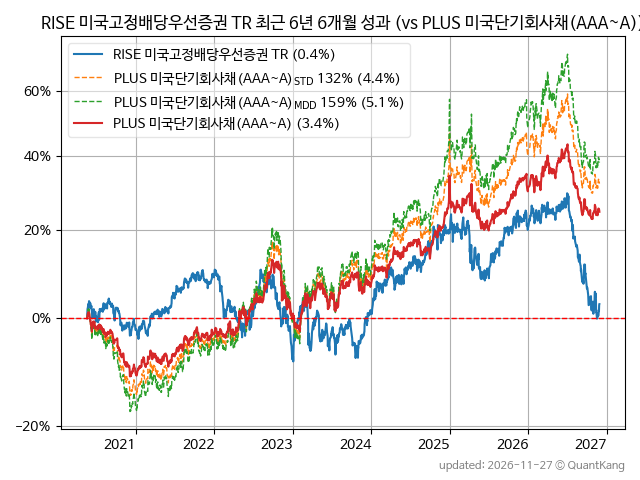 RISE 미국고정배당우선증권 TR 최근 6년 6개월 성과 (vs PLUS 미국단기회사채(AAA~A))
RISE 미국고정배당우선증권 TR (0.4%)
PLUS 미국단기회사채(AAA~A)STD 132% (4.4%)
PLUS 미국단기회사채(AAA~A)MDD 159% (5.1%)
PLUS 미국단기회사채(AAA~A) (3.4%)
60%
40%
20%
0%
−20%
2021 2022 2023 2024 2025 2026 2027
updated: 2026-11-27 © QuantKang